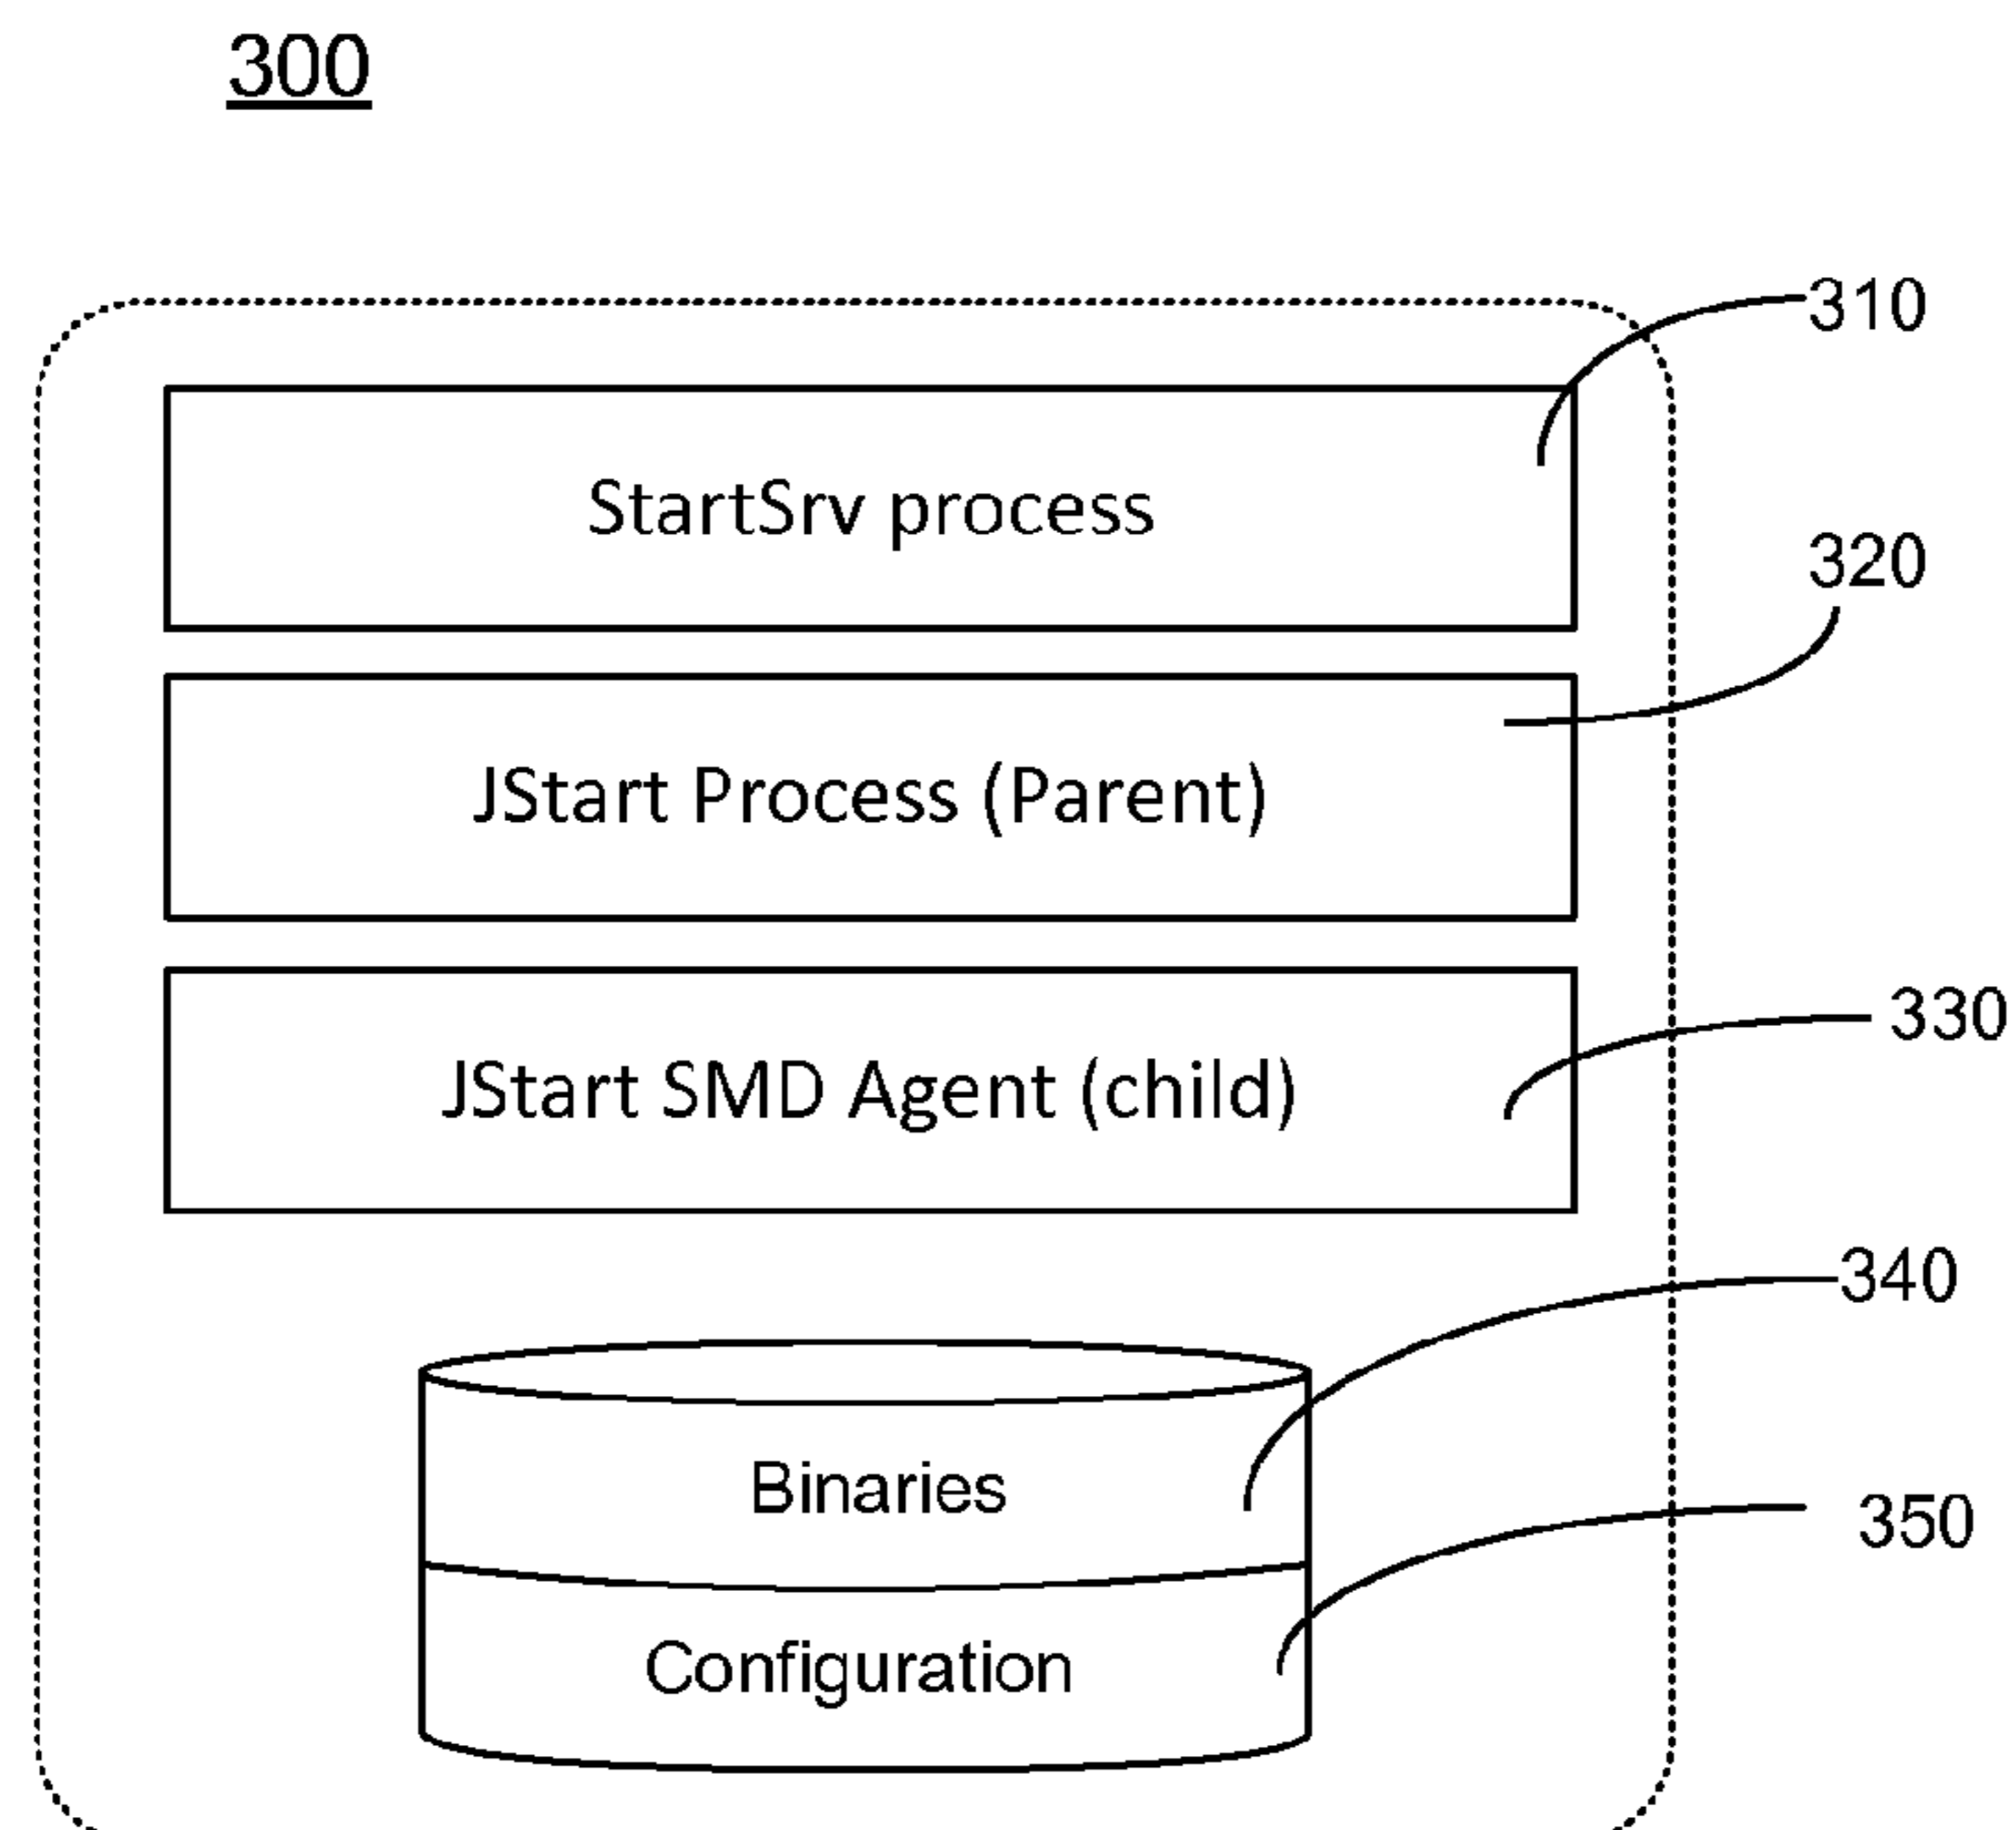 300
310
StartSrv process
320
JStart Process (Parent)
330
JStart SMD Agent (child)
340
Binaries
350
Configuration